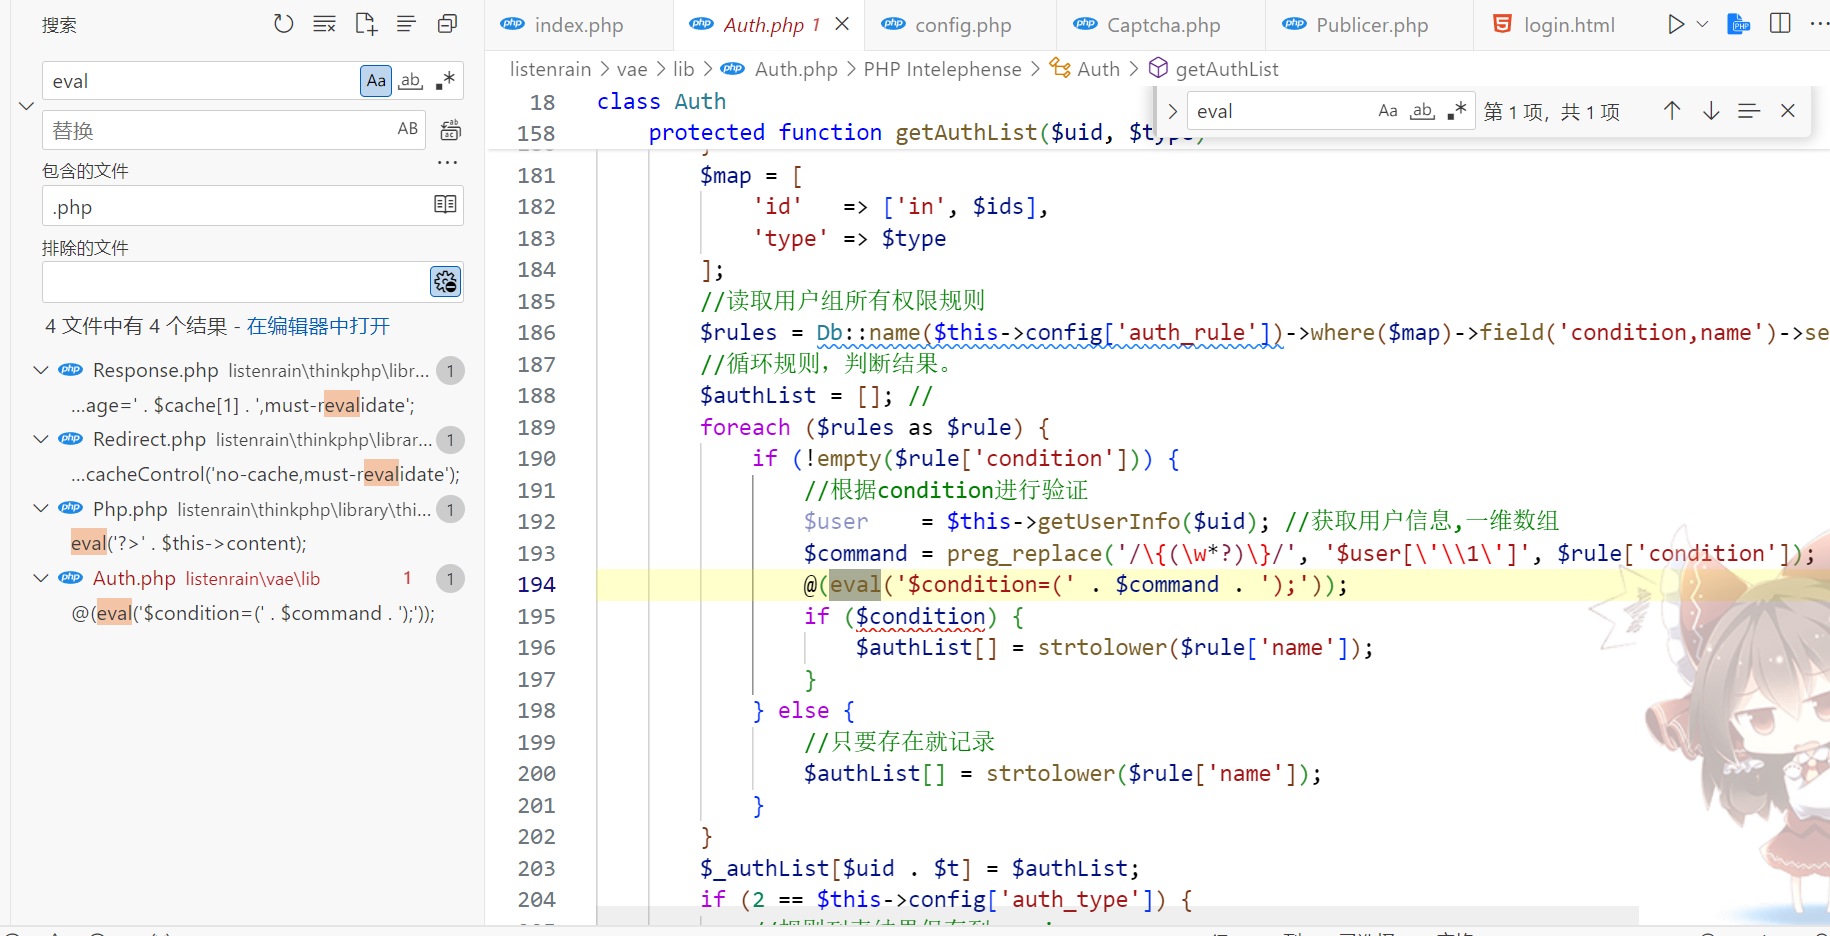 搜索
eval
Aa ab .*
替换
AB
包含的文件
.php
排除的文件
4 文件中有 4 个结果 - 在编辑器中打开
php Response.php listenrain\thinkphp\libr... 1
...age=' . $cache[1] . ',must-revalidate';
php Redirect.php listenrain\thinkphp\librar... 1
...cacheControl('no-cache,must-revalidate');
php Php.php listenrain\thinkphp\library\thi... 1
eval('?>' . $this->content);
php Auth.php listenrain\vae\lib 1 1
@(eval('$condition=(' . $command . ');'));
php index.php php Auth.php 1 php config.php php Captcha.php php Publicer.php login.html
listenrain > vae > lib > php Auth.php > PHP Intelephense > Auth > getAuthList
eval Aa ab .* 第 1 项，共 1 项
18 class Auth
158 protected function getAuthList($uid, $type)
181 $map = [
182 'id' => ['in', $ids],
183 'type' => $type
184 ];
185 //读取用户组所有权限规则
186 $rules = Db::name($this->config['auth_rule'])->where($map)->field('condition,name')->se
187 //循环规则，判断结果。
188 $authList = []; //
189 foreach ($rules as $rule) {
190 if (!empty($rule['condition'])) {
191 //根据condition进行验证
192 $user = $this->getUserInfo($uid); //获取用户信息,一维数组
193 $command = preg_replace('/\{(\w*?)\}/', '$user[\'\\1\']', $rule['condition']);
194 @(eval('$condition=(' . $command . ');'));
195 if ($condition) {
196 $authList[] = strtolower($rule['name']);
197 }
198 } else {
199 //只要存在就记录
200 $authList[] = strtolower($rule['name']);
201 }
202 }
203 $_authList[$uid . $t] = $authList;
204 if (2 == $this->config['auth_type']) {